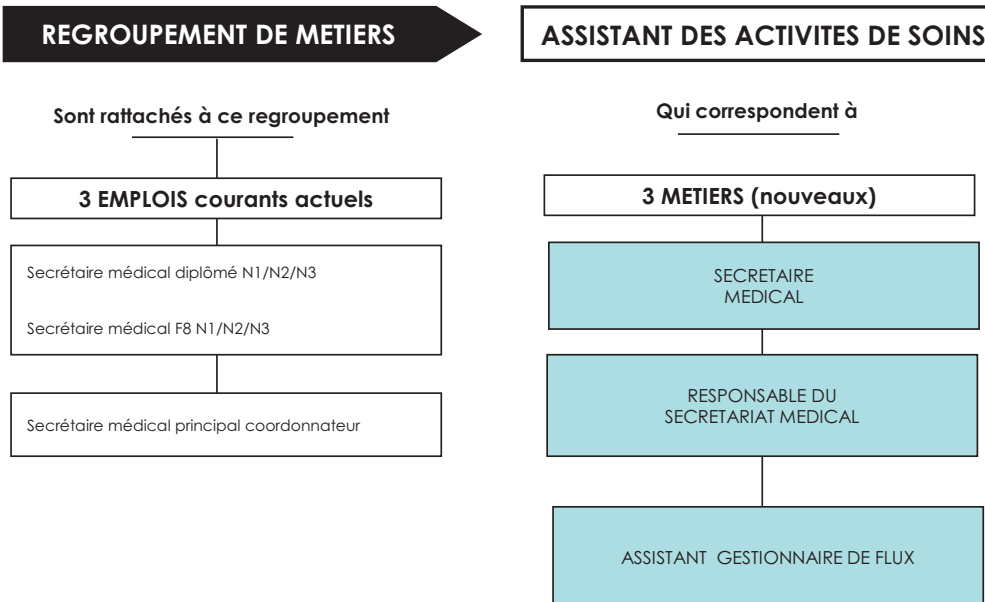 REGROUPEMENT DE METIERS
ASSISTANT DES ACTIVITES DE SOINS
Sont rattachés à ce regroupement
3 EMPLOIS courants actuels
Secrétaire médical diplômé N1/N2/N3
Secrétaire médical F8 N1/N2/N3
Secrétaire médical principal coordonnateur
Qui correspondent à
3 METIERS (nouveaux)
SECRETAIRE
MEDICAL
RESPONSABLE DU
SECRETARIAT MEDICAL
ASSISTANT GESTIONNAIRE DE FLUX